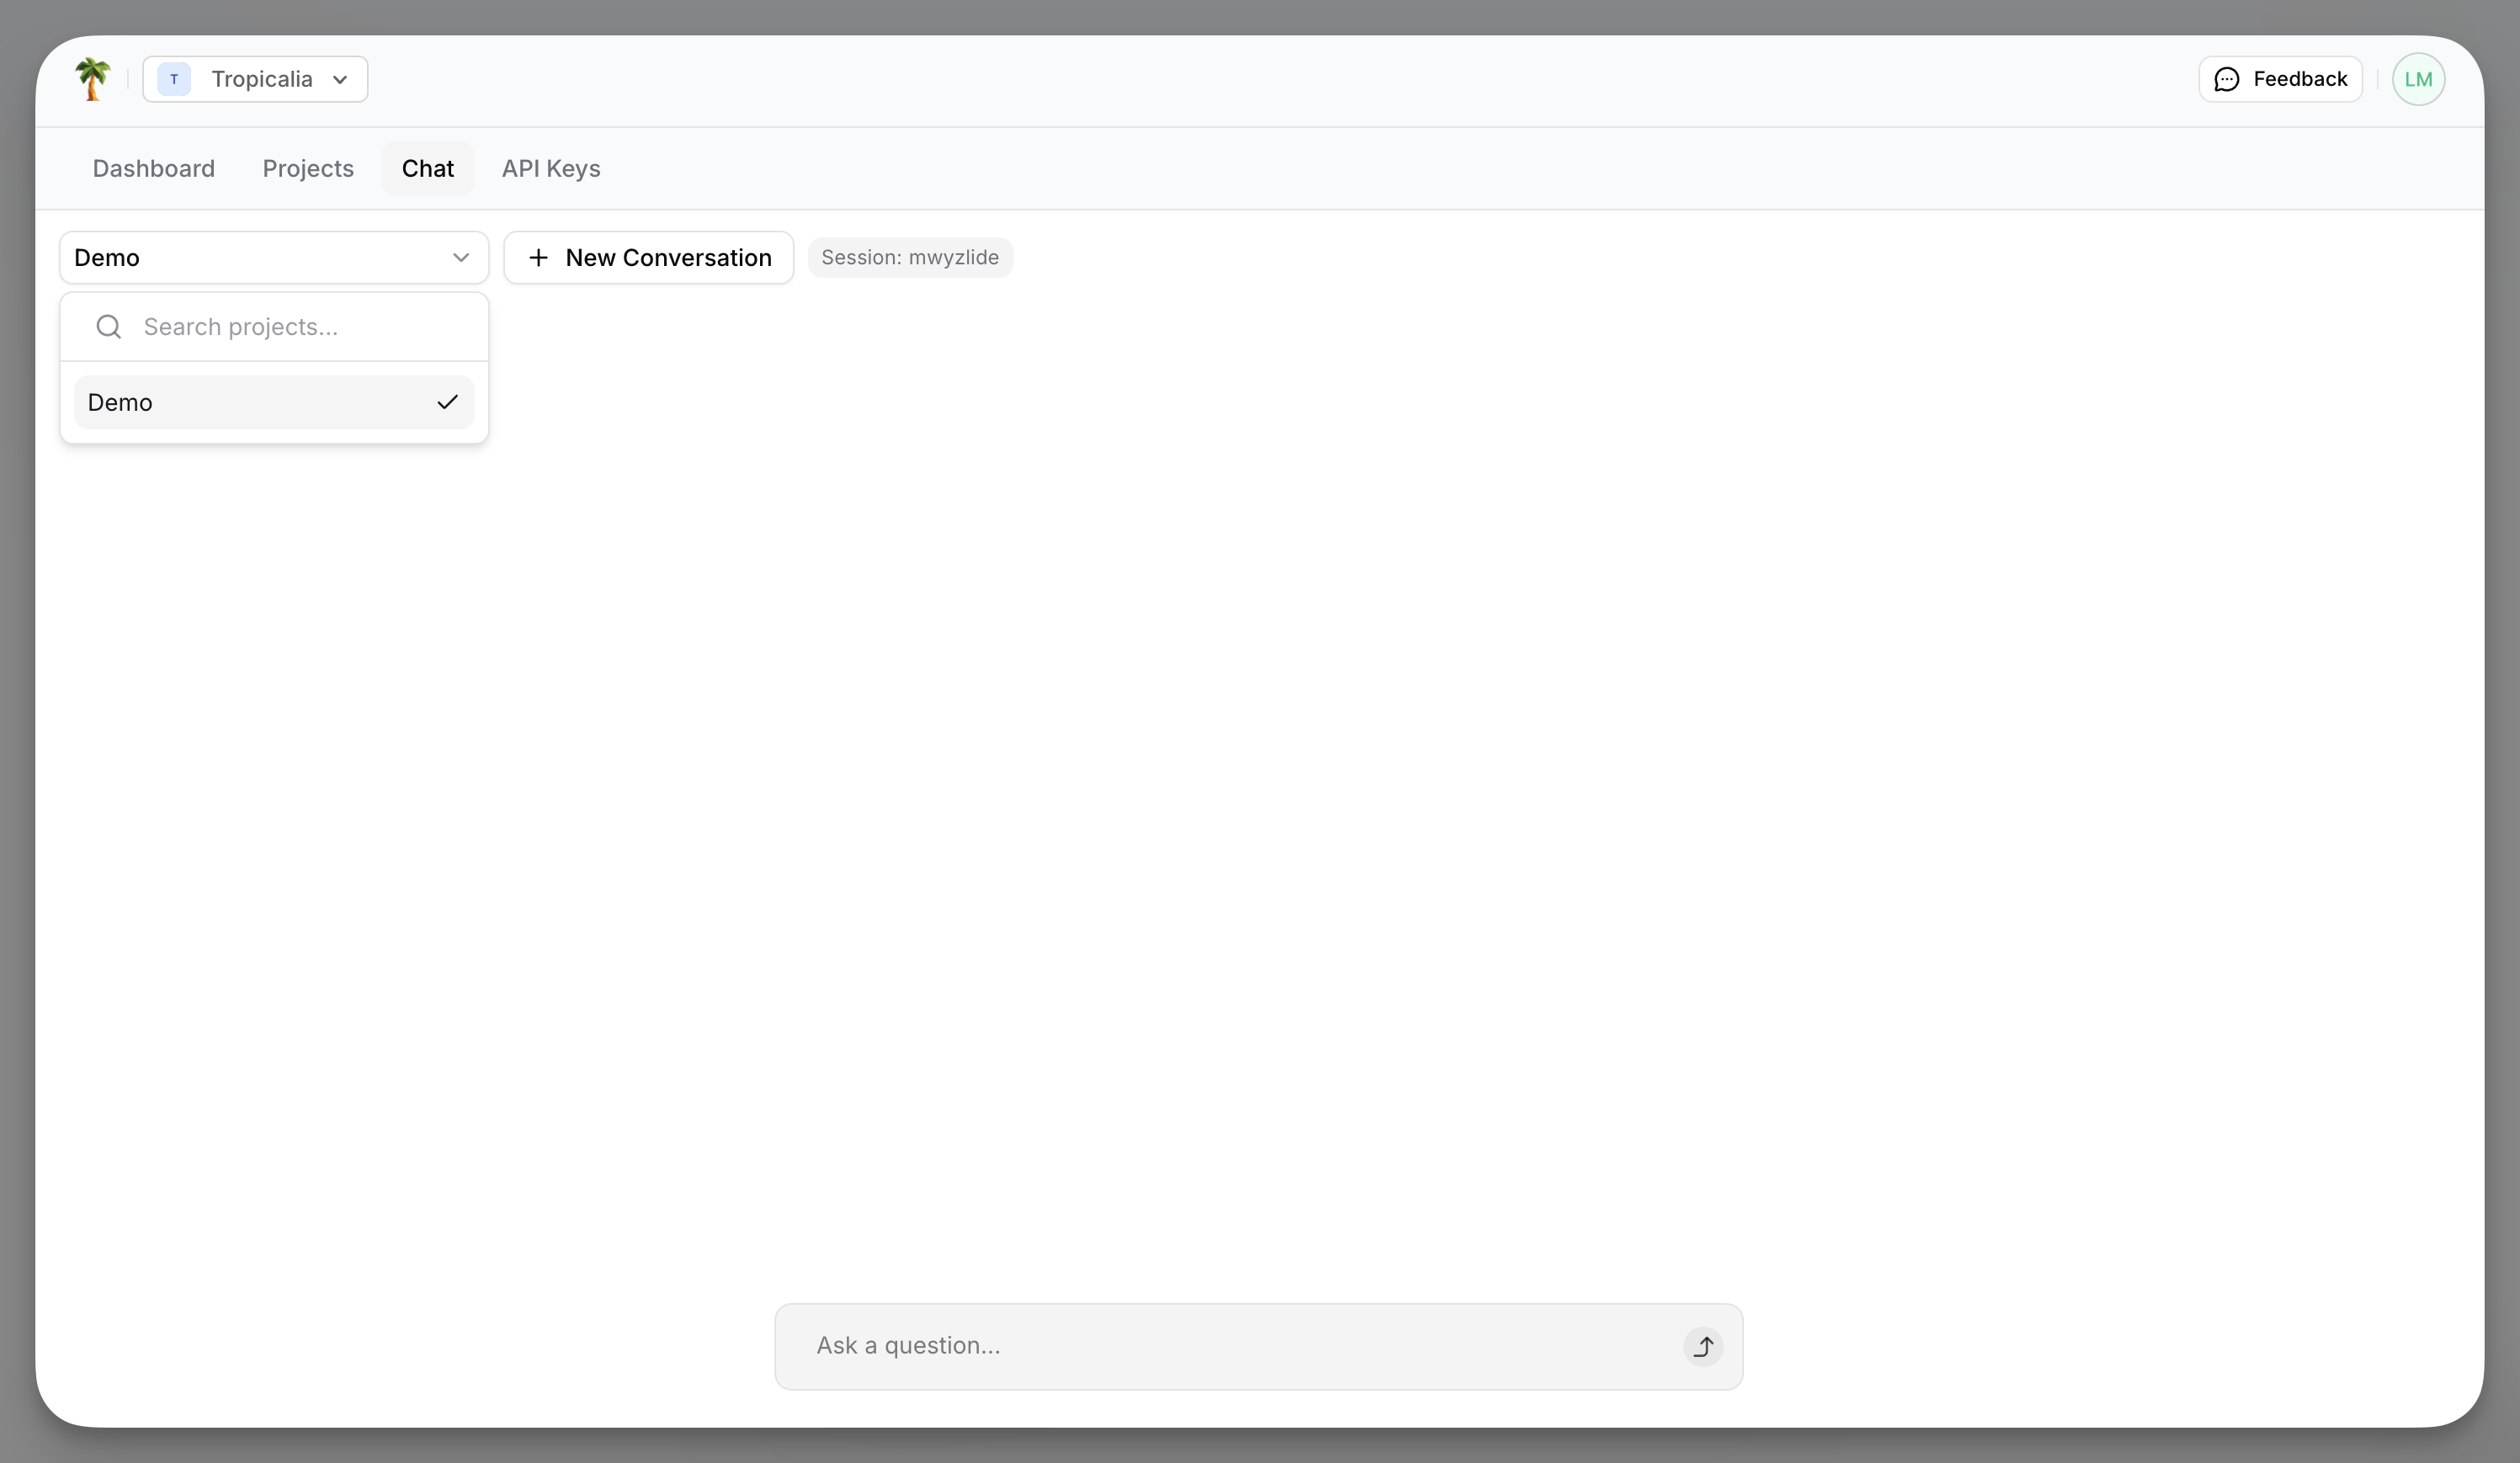 T Tropicalia
Feedback
LM
Dashboard Projects Chat API Keys
Demo
New Conversation
Session: mwyzlide
Search projects...
Demo
Ask a question...